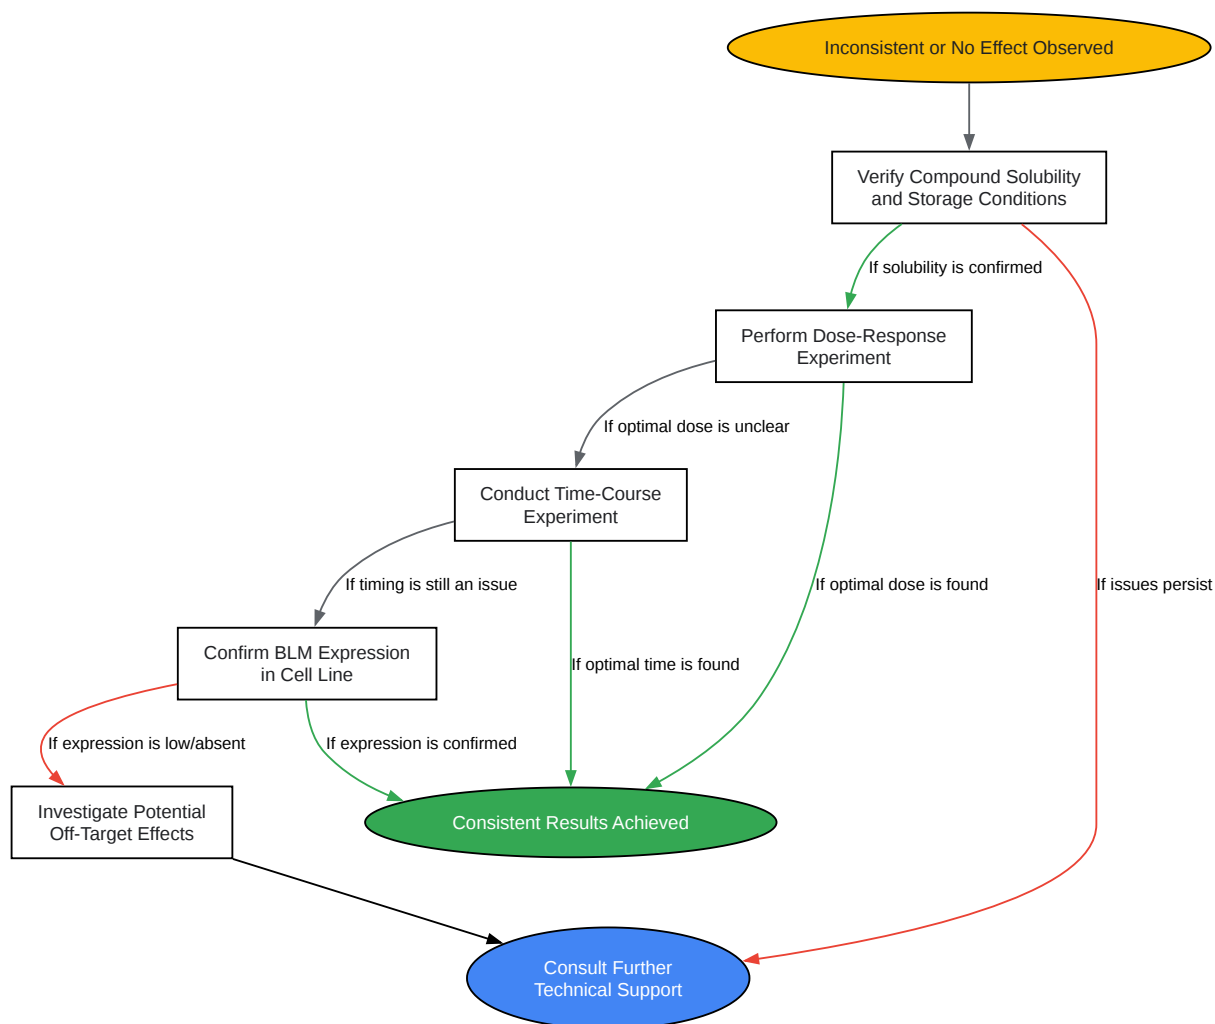 Inconsistent or No Effect Observed
Verify Compound Solubility
and Storage Conditions
If solubility is confirmed
Perform Dose-Response
Experiment
If optimal dose is unclear
Conduct Time-Course
Experiment
If timing is still an issue
If optimal dose is found
If issues persist
Confirm BLM Expression
in Cell Line
If optimal time is found
If expression is low/absent
If expression is confirmed
Investigate Potential
Off-Target Effects
Consistent Results Achieved
Consult Further
Technical Support